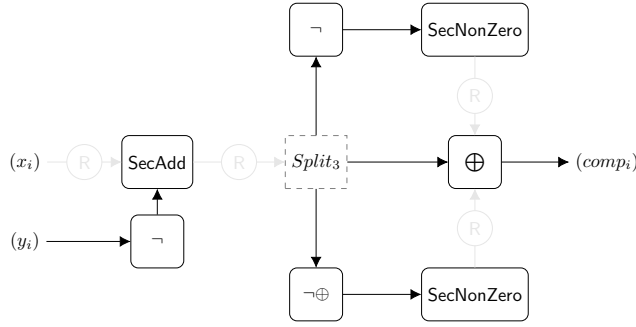 ¬
SecNonZero
R
(x_i)
R
SecAdd
R
Split_3
⊕
(comp_i)
(y_i)
¬
R
¬⊕
SecNonZero